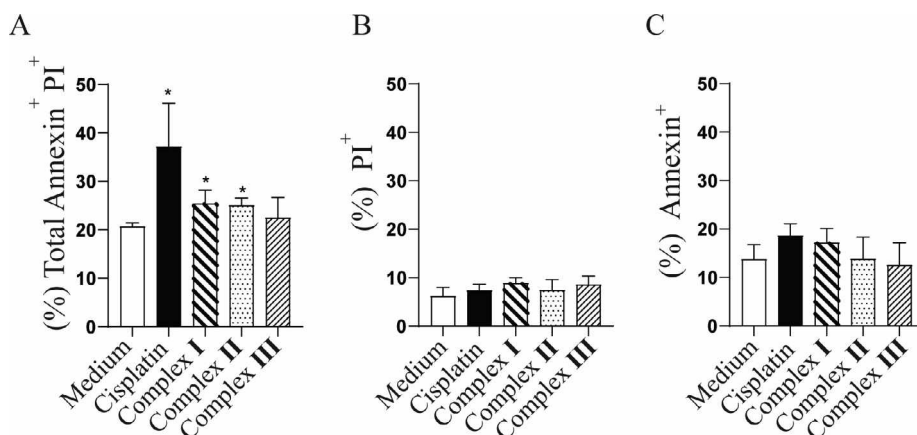 A
(%) Total Annexin⁺ PI⁺
50
40
30
20
10
0
*
*
*
Medium
Cisplatin
Complex I
Complex II
Complex III
B
(%) PI⁺
50
40
30
20
10
0
Medium
Cisplatin
Complex I
Complex II
Complex III
C
(%) Annexin⁺
50
40
30
20
10
0
Medium
Cisplatin
Complex I
Complex II
Complex III